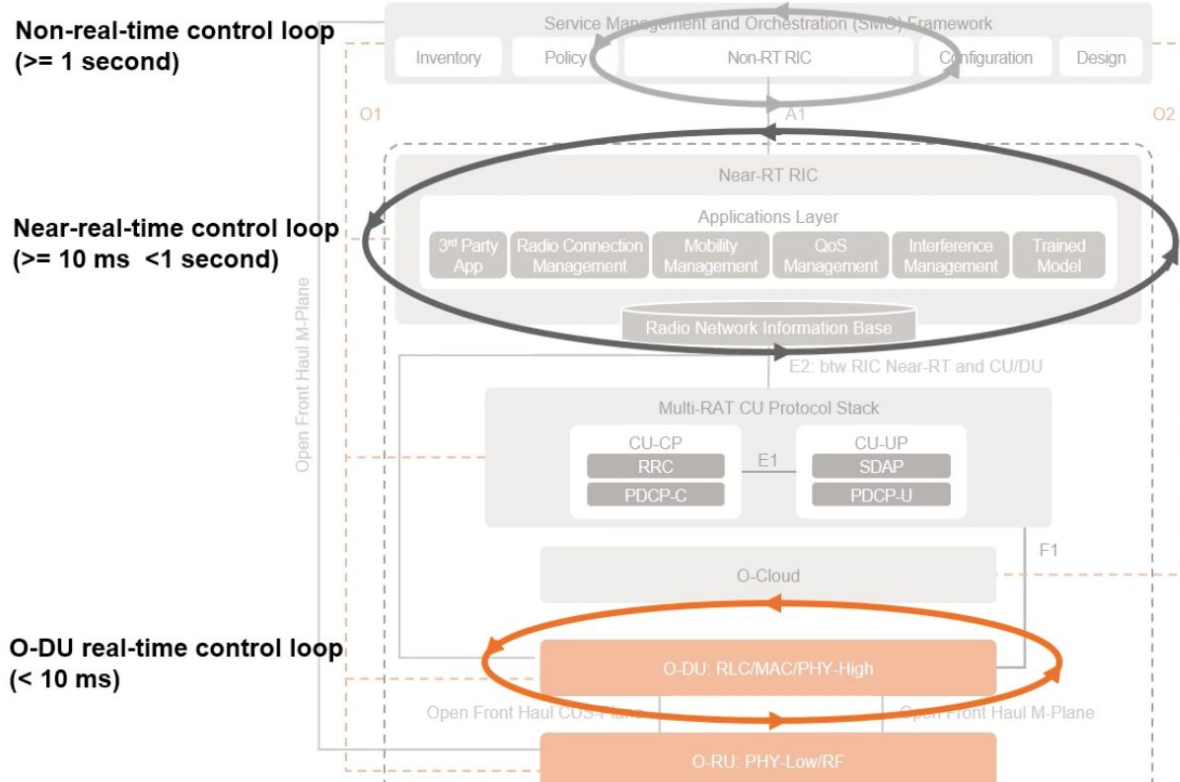 Non-real-time control loop
(>= 1 second)
Service Management and Orchestration (SMO) Framework
Inventory
Policy
Non-RT RIC
Configuration
Design
O1
A1
O2
Near-RT RIC
Near-real-time control loop
(>= 10 ms <1 second)
Applications Layer
3rd Party
App
Radio Connection
Management
Mobility
Management
QoS
Management
Interference
Management
Trained
Model
Radio Network Information Base
Open Front Haul M-Plane
E2: btw RIC Near-RT and CU/DU
Multi-RAT CU Protocol Stack
CU-CP
RRC
PDCP-C
E1
CU-UP
SDAP
PDCP-U
F1
O-Cloud
O-DU real-time control loop
(< 10 ms)
O-DU: RLC/MAC/PHY-High
Open Front Haul CUS-Plane
Open Front Haul M-Plane
O-RU: PHY-Low/RF